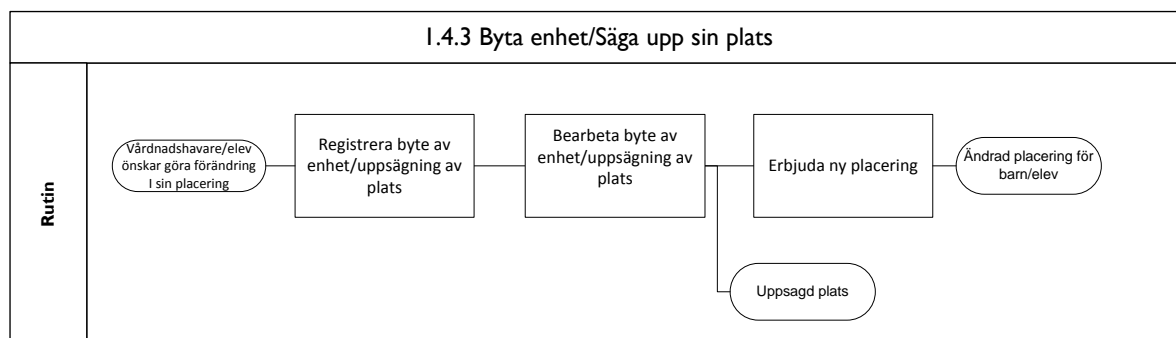 1.4.3 Byta enhet/Säga upp sin plats
Rutin
Vårdnadshavare/elev
önskar göra förändring
I sin placering
Registrera byte av
enhet/uppsägning av
plats
Bearbeta byte av
enhet/uppsägning av
plats
Erbjuda ny placering
Ändrad placering för
barn/elev
Uppsagd plats